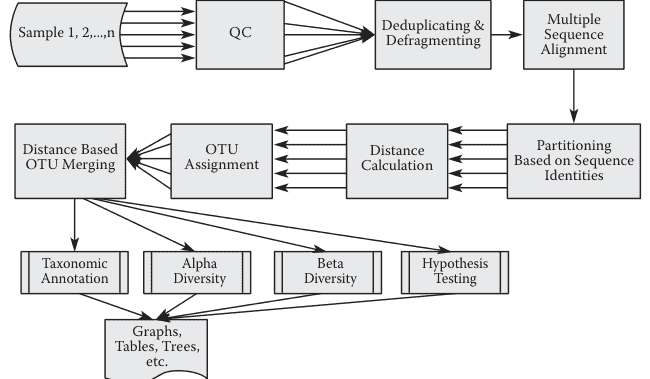 Sample 1, 2,...,n
QC
Deduplicating &
Defragmenting
Multiple
Sequence
Alignment
Distance Based
OTU Merging
OTU
Assignment
Distance
Calculation
Partitioning
Based on Sequence
Identities
Taxonomic
Annotation
Alpha
Diversity
Beta
Diversity
Hypothesis
Testing
Graphs,
Tables, Trees,
etc.